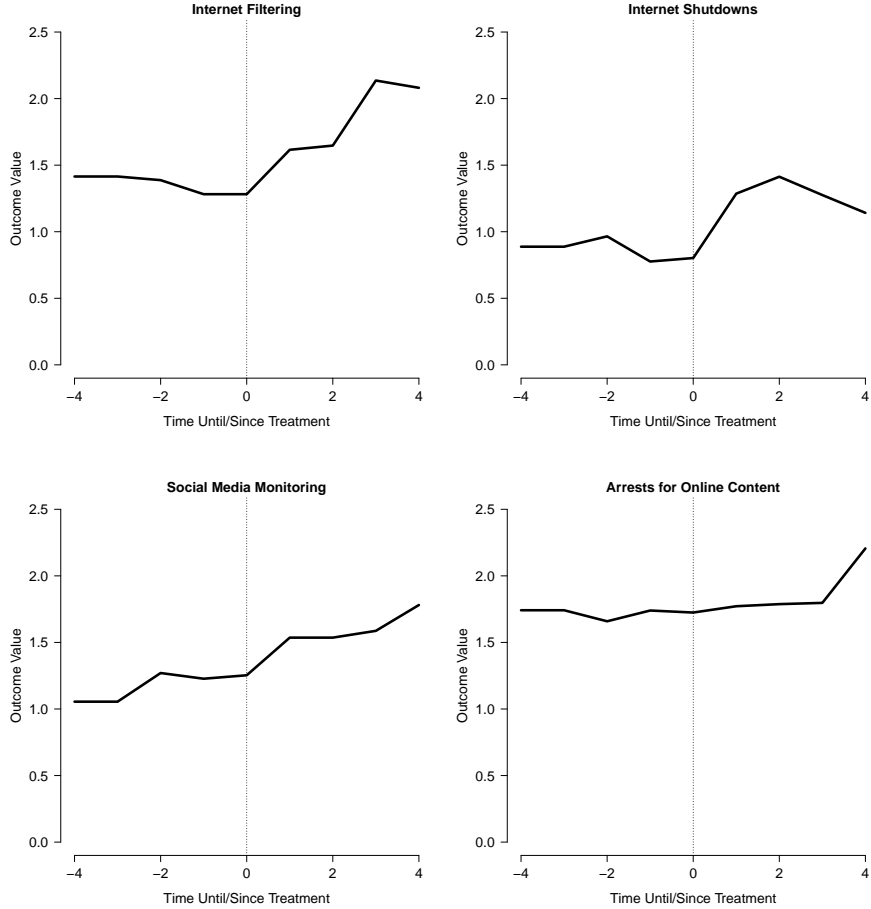 Internet Filtering
Outcome Value
2.5
2.0
1.5
1.0
0.5
0.0
−4 −2 0 2 4
Time Until/Since Treatment
Internet Shutdowns
Outcome Value
2.5
2.0
1.5
1.0
0.5
0.0
−4 −2 0 2 4
Time Until/Since Treatment
Social Media Monitoring
Outcome Value
2.5
2.0
1.5
1.0
0.5
0.0
−4 −2 0 2 4
Time Until/Since Treatment
Arrests for Online Content
Outcome Value
2.5
2.0
1.5
1.0
0.5
0.0
−4 −2 0 2 4
Time Until/Since Treatment